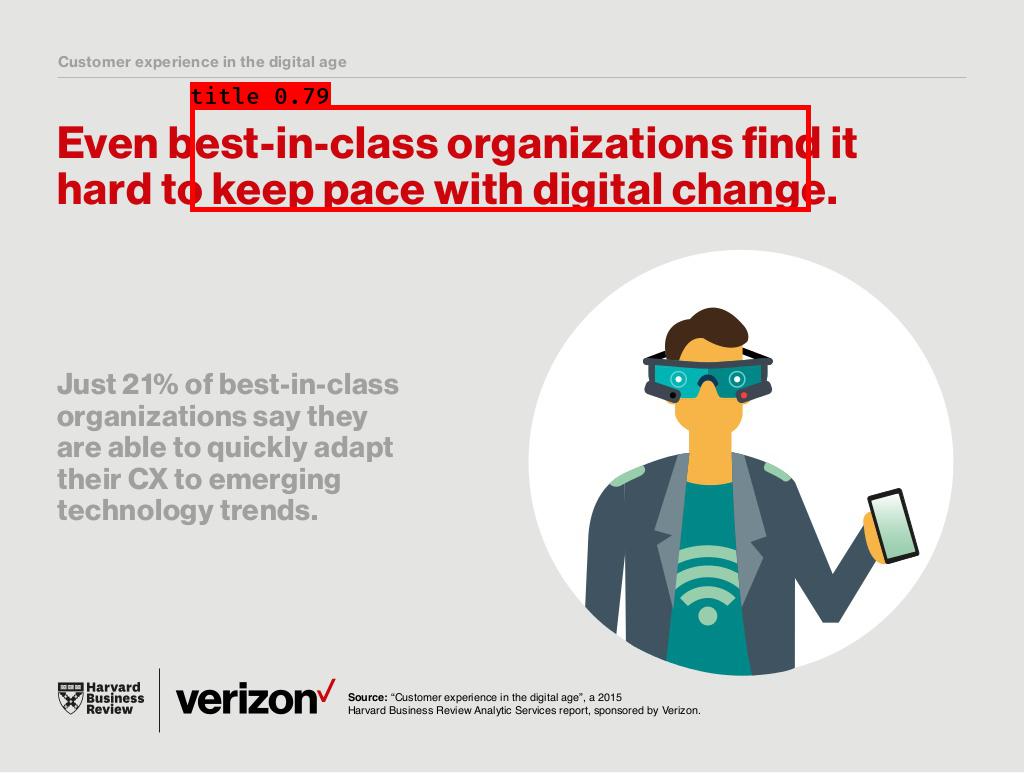 Customer experience in the digital age
title 0.79
Even best-in-class organizations find it
hard to keep pace with digital change.
Just 21% of best-in-class
organizations say they
are able to quickly adapt
their CX to emerging
technology trends.
Harvard
Business
Review
verizon
Source: “Customer experience in the digital age”, a 2015
Harvard Business Review Analytic Services report, sponsored by Verizon.